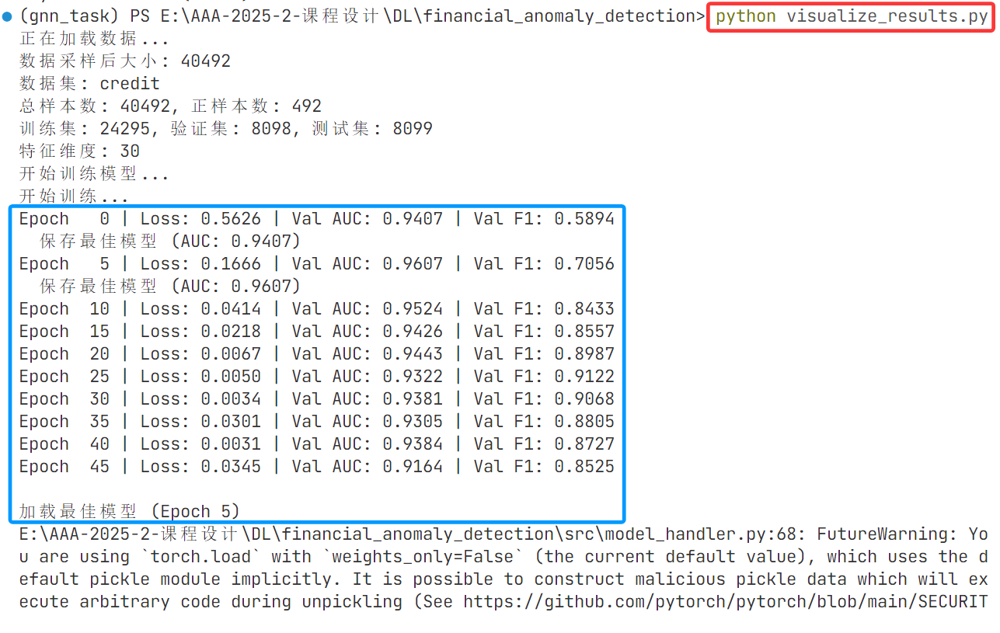 (gnn_task) PS E:\AAA-2025-2-课程设计\DL\financial_anomaly_detection> python visualize_results.py
正在加载数据...
数据采样后大小: 40492
数据集: credit
总样本数: 40492, 正样本数: 492
训练集: 24295, 验证集: 8098, 测试集: 8099
特征维度: 30
开始训练模型...
开始训练...
Epoch   0 | Loss: 0.5626 | Val AUC: 0.9407 | Val F1: 0.5894
  保存最佳模型 (AUC: 0.9407)
Epoch   5 | Loss: 0.1666 | Val AUC: 0.9607 | Val F1: 0.7056
  保存最佳模型 (AUC: 0.9607)
Epoch  10 | Loss: 0.0414 | Val AUC: 0.9524 | Val F1: 0.8433
Epoch  15 | Loss: 0.0218 | Val AUC: 0.9426 | Val F1: 0.8557
Epoch  20 | Loss: 0.0067 | Val AUC: 0.9443 | Val F1: 0.8987
Epoch  25 | Loss: 0.0050 | Val AUC: 0.9322 | Val F1: 0.9122
Epoch  30 | Loss: 0.0034 | Val AUC: 0.9381 | Val F1: 0.9068
Epoch  35 | Loss: 0.0301 | Val AUC: 0.9305 | Val F1: 0.8805
Epoch  40 | Loss: 0.0031 | Val AUC: 0.9384 | Val F1: 0.8727
Epoch  45 | Loss: 0.0345 | Val AUC: 0.9164 | Val F1: 0.8525
加载最佳模型 (Epoch 5)
E:\AAA-2025-2-课程设计\DL\financial_anomaly_detection\src\model_handler.py:68: FutureWarning: Yo
u are using `torch.load` with `weights_only=False` (the current default value), which uses the d
efault pickle module implicitly. It is possible to construct malicious pickle data which will ex
ecute arbitrary code during unpickling (See https://github.com/pytorch/pytorch/blob/main/SECURIT